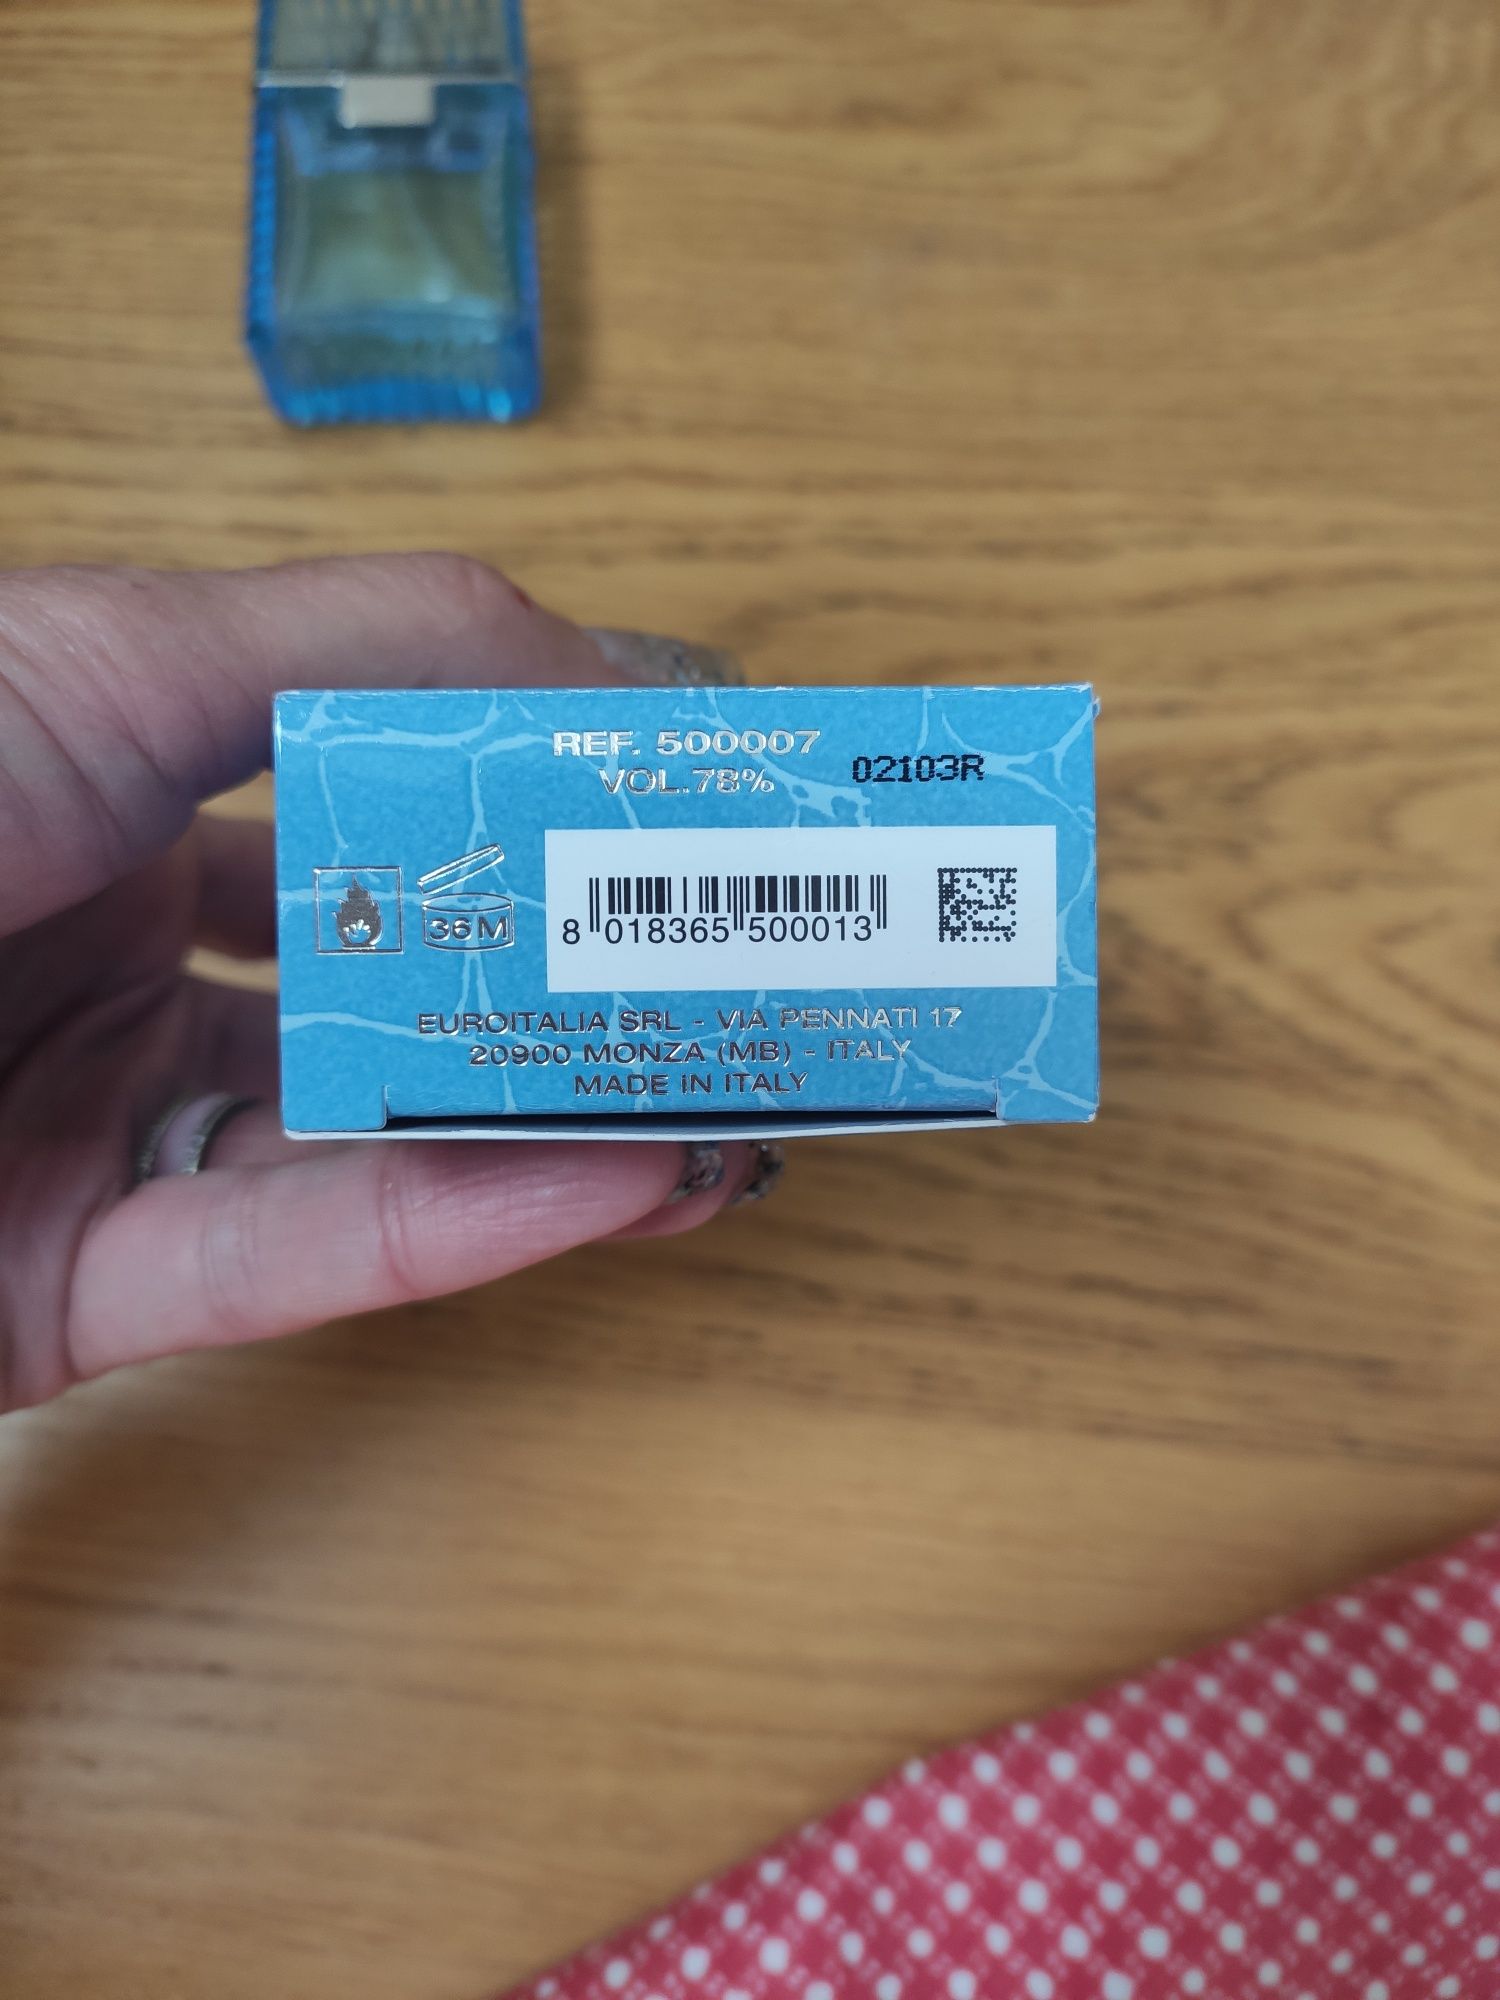 REF. 500007
VOL.78%
02103R
36M
8 018365 500013
EUROITALIA SRL - VIA PENNATI 17
20900 MONZA (MB) - ITALY
MADE IN ITALY